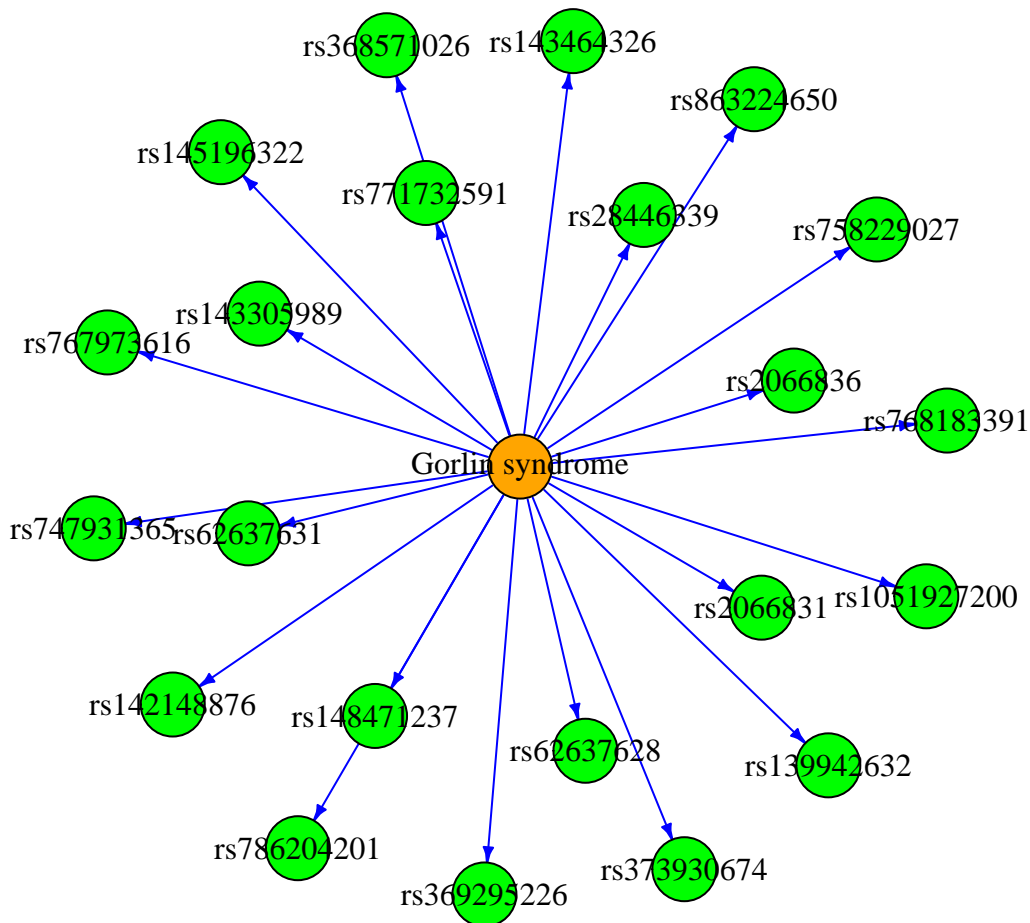 rs368571026
rs143464326
rs863224650
rs145196322
rs771732591
rs28446339
rs758229027
rs143305989
rs767973616
rs2066836
rs768183391
Gorlin syndrome
rs747931365
rs62637631
rs2066831
rs1051927200
rs142148876
rs148471237
rs62637628
rs139942632
rs786204201
rs373930674
rs369295226